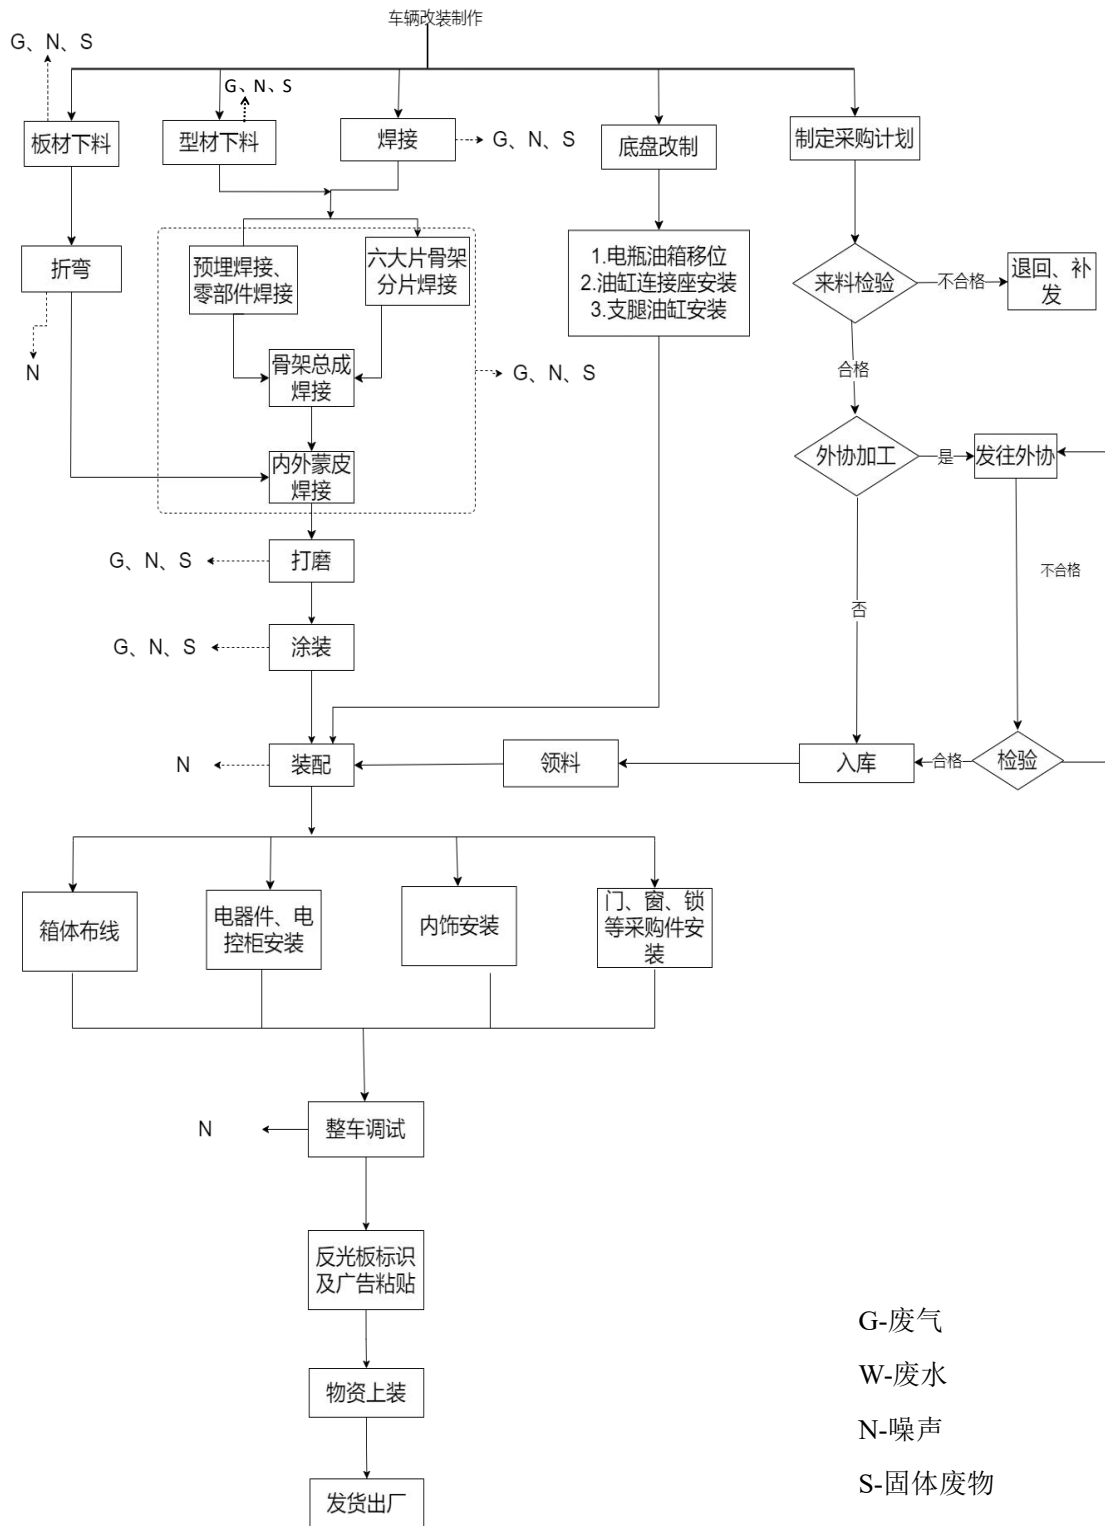 车辆改装制作
G、N、S
G、N、S
板材下料
型材下料
焊接
G、N、S
底盘改制
制定采购计划
折弯
预埋焊接、
零部件焊接
六大片骨架
分片焊接
1.电瓶油箱移位
2.油缸连接座安装
3.支腿油缸安装
来料检验
不合格
退回、补
发
N
骨架总成
焊接
G、N、S
合格
内外蒙皮
焊接
外协加工
是
发往外协
G、N、S
打磨
不合格
否
G、N、S
涂装
N
装配
领料
入库
合格
检验
箱体布线
电器件、电
控柜安装
内饰安装
门、窗、锁
等采购件安
装
N
整车调试
反光板标识
及广告粘贴
物资上装
发货出厂
G-废气
W-废水
N-噪声
S-固体废物